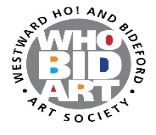 WESTWARD HO! AND BIDEFORD
WHO
BID
ART
• ART SOCIETY •